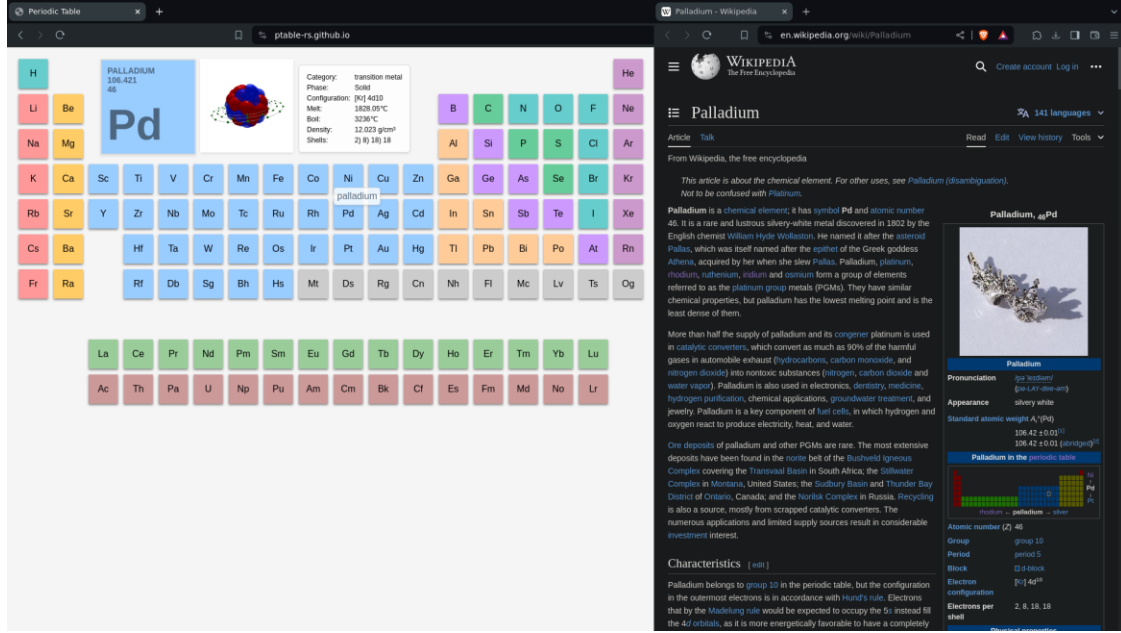 Periodic Table
ptable-rs.github.io
H
PALLADIUM
106.421
46
Pd
Category: transition metal
Phase: Solid
Configuration: [Kr] 4d10
Melt: 1828.05°C
Boil: 3236°C
Density: 12.023 g/cm³
Shells: 2) 8) 18) 18
He
Li Be B C N O F Ne
Na Mg Al Si P S Cl Ar
K Ca Sc Ti V Cr Mn Fe Co Ni Cu Zn Ga Ge As Se Br Kr
palladium
Rb Sr Y Zr Nb Mo Tc Ru Rh Pd Ag Cd In Sn Sb Te I Xe
Cs Ba Hf Ta W Re Os Ir Pt Au Hg Tl Pb Bi Po At Rn
Fr Ra Rf Db Sg Bh Hs Mt Ds Rg Cn Nh Fl Mc Lv Ts Og
La Ce Pr Nd Pm Sm Eu Gd Tb Dy Ho Er Tm Yb Lu
Ac Th Pa U Np Pu Am Cm Bk Cf Es Fm Md No Lr
W Palladium - Wikipedia
en.wikipedia.org/wiki/Palladium
WIKIPEDIA
The Free Encyclopedia
Create account Log in
Palladium
141 languages
Article Talk
Read Edit View history Tools
From Wikipedia, the free encyclopedia
This article is about the chemical element. For other uses, see Palladium (disambiguation).
Not to be confused with Platinum.
Palladium is a chemical element; it has symbol Pd and atomic number
46. It is a rare and lustrous silvery-white metal discovered in 1802 by the
English chemist William Hyde Wollaston. He named it after the asteroid
Pallas, which was itself named after the epithet of the Greek goddess
Athena, acquired by her when she slew Pallas. Palladium, platinum,
rhodium, ruthenium, iridium and osmium form a group of elements
referred to as the platinum group metals (PGMs). They have similar
chemical properties, but palladium has the lowest melting point and is the
least dense of them.
More than half the supply of palladium and its congener platinum is used
in catalytic converters, which convert as much as 90% of the harmful
gases in automobile exhaust (hydrocarbons, carbon monoxide, and
nitrogen dioxide) into nontoxic substances (nitrogen, carbon dioxide and
water vapor). Palladium is also used in electronics, dentistry, medicine,
hydrogen purification, chemical applications, groundwater treatment, and
jewelry. Palladium is a key component of fuel cells, in which hydrogen and
oxygen react to produce electricity, heat, and water.
Ore deposits of palladium and other PGMs are rare. The most extensive
deposits have been found in the norite belt of the Bushveld Igneous
Complex covering the Transvaal Basin in South Africa; the Stillwater
Complex in Montana, United States; the Sudbury Basin and Thunder Bay
District of Ontario, Canada; and the Norilsk Complex in Russia. Recycling
is also a source, mostly from scrapped catalytic converters. The
numerous applications and limited supply sources result in considerable
investment interest.
Characteristics [ edit ]
Palladium belongs to group 10 in the periodic table, but the configuration
in the outermost electrons is in accordance with Hund's rule. Electrons
that by the Madelung rule would be expected to occupy the 5s instead fill
the 4d orbitals, as it is more energetically favorable to have a completely
Palladium, ₄₆Pd
Palladium
Pronunciation /pəˈleɪdiəm/
(pə-LAY-dee-əm)
Appearance silvery white
Standard atomic weight Aᵣ°(Pd)
106.42 ±0.01[1]
106.42 ±0.01 (abridged)[2]
Palladium in the periodic table
Ni
↑
Pd
↓
Pt
rhodium ← palladium → silver
Atomic number (Z) 46
Group group 10
Period period 5
Block d-block
Electron configuration [Kr] 4d¹⁰
Electrons per shell 2, 8, 18, 18
Physical properties